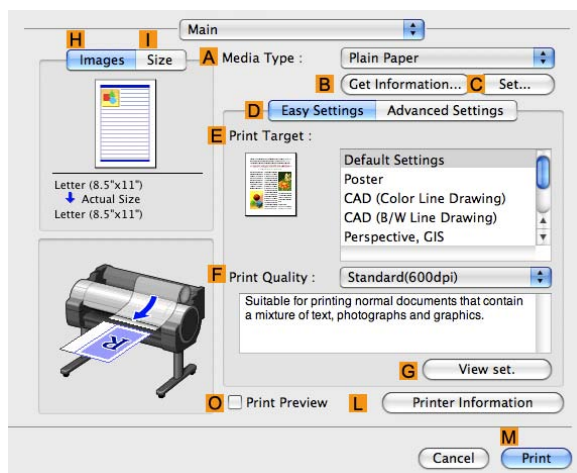 Main
H I
Images Size
A Media Type : Plain Paper
B Get Information... C Set...
D Easy Settings Advanced Settings
E Print Target :
Default Settings
Poster
CAD (Color Line Drawing)
CAD (B/W Line Drawing)
Perspective, GIS
Letter (8.5"x11")
Actual Size
Letter (8.5"x11")
F Print Quality : Standard(600dpi)
Suitable for printing normal documents that contain
a mixture of text, photographs and graphics.
G View set.
O Print Preview L Printer Information
M
Cancel Print